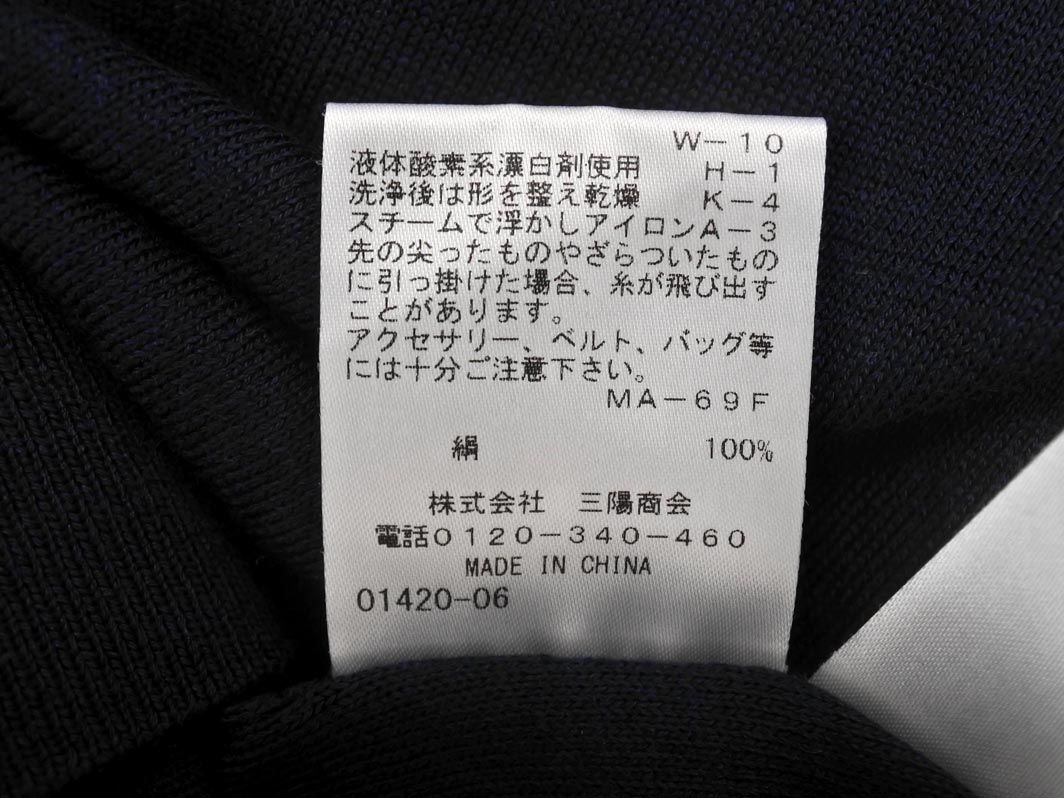 W-10
液体酸素系漂白剤使用 H-1
洗浄後は形を整え乾燥 K-4
スチームで浮かしアイロンA-3
先の尖ったものやざらついたもの
に引っ掛けた場合、糸が飛び出す
ことがあります。
アクセサリー、ベルト、バッグ等
には十分ご注意下さい。
MA-69F
絹 100%
株式会社 三陽商会
電話0120-340-460
MADE IN CHINA
01420-06